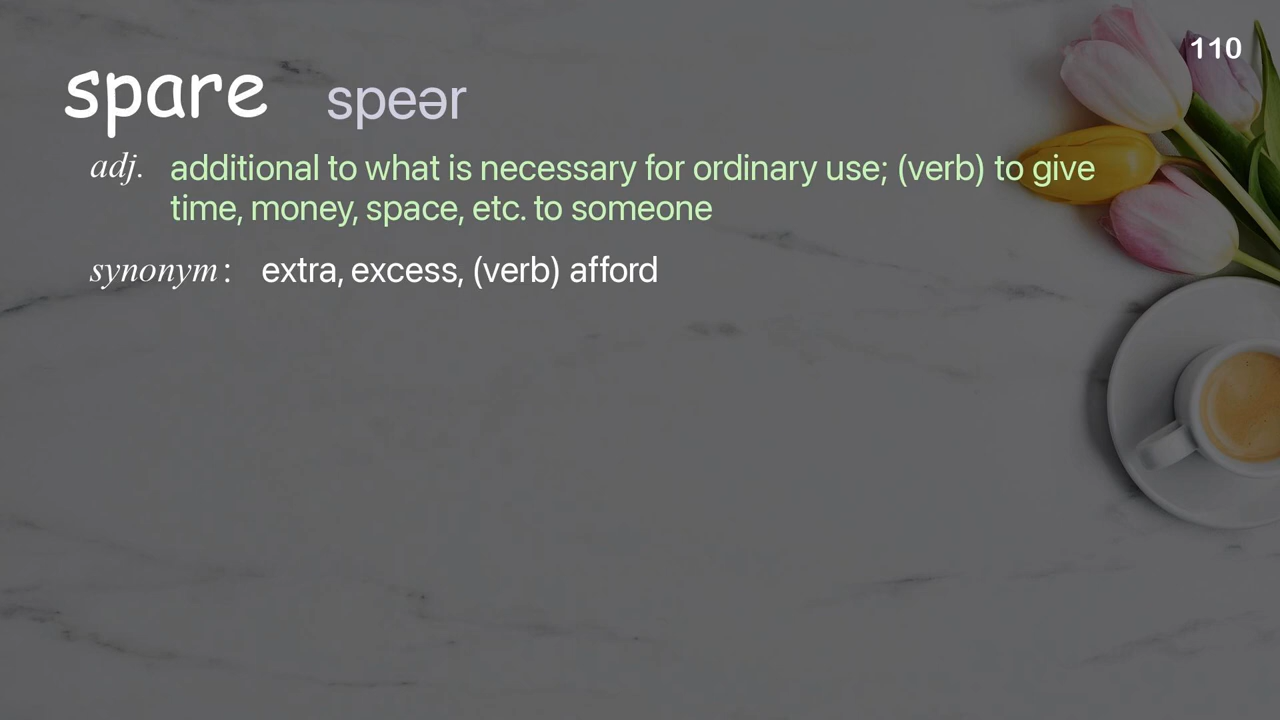 110
spare speər
adj. additional to what is necessary for ordinary use; (verb) to give
time, money, space, etc. to someone
synonym: extra, excess, (verb) afford